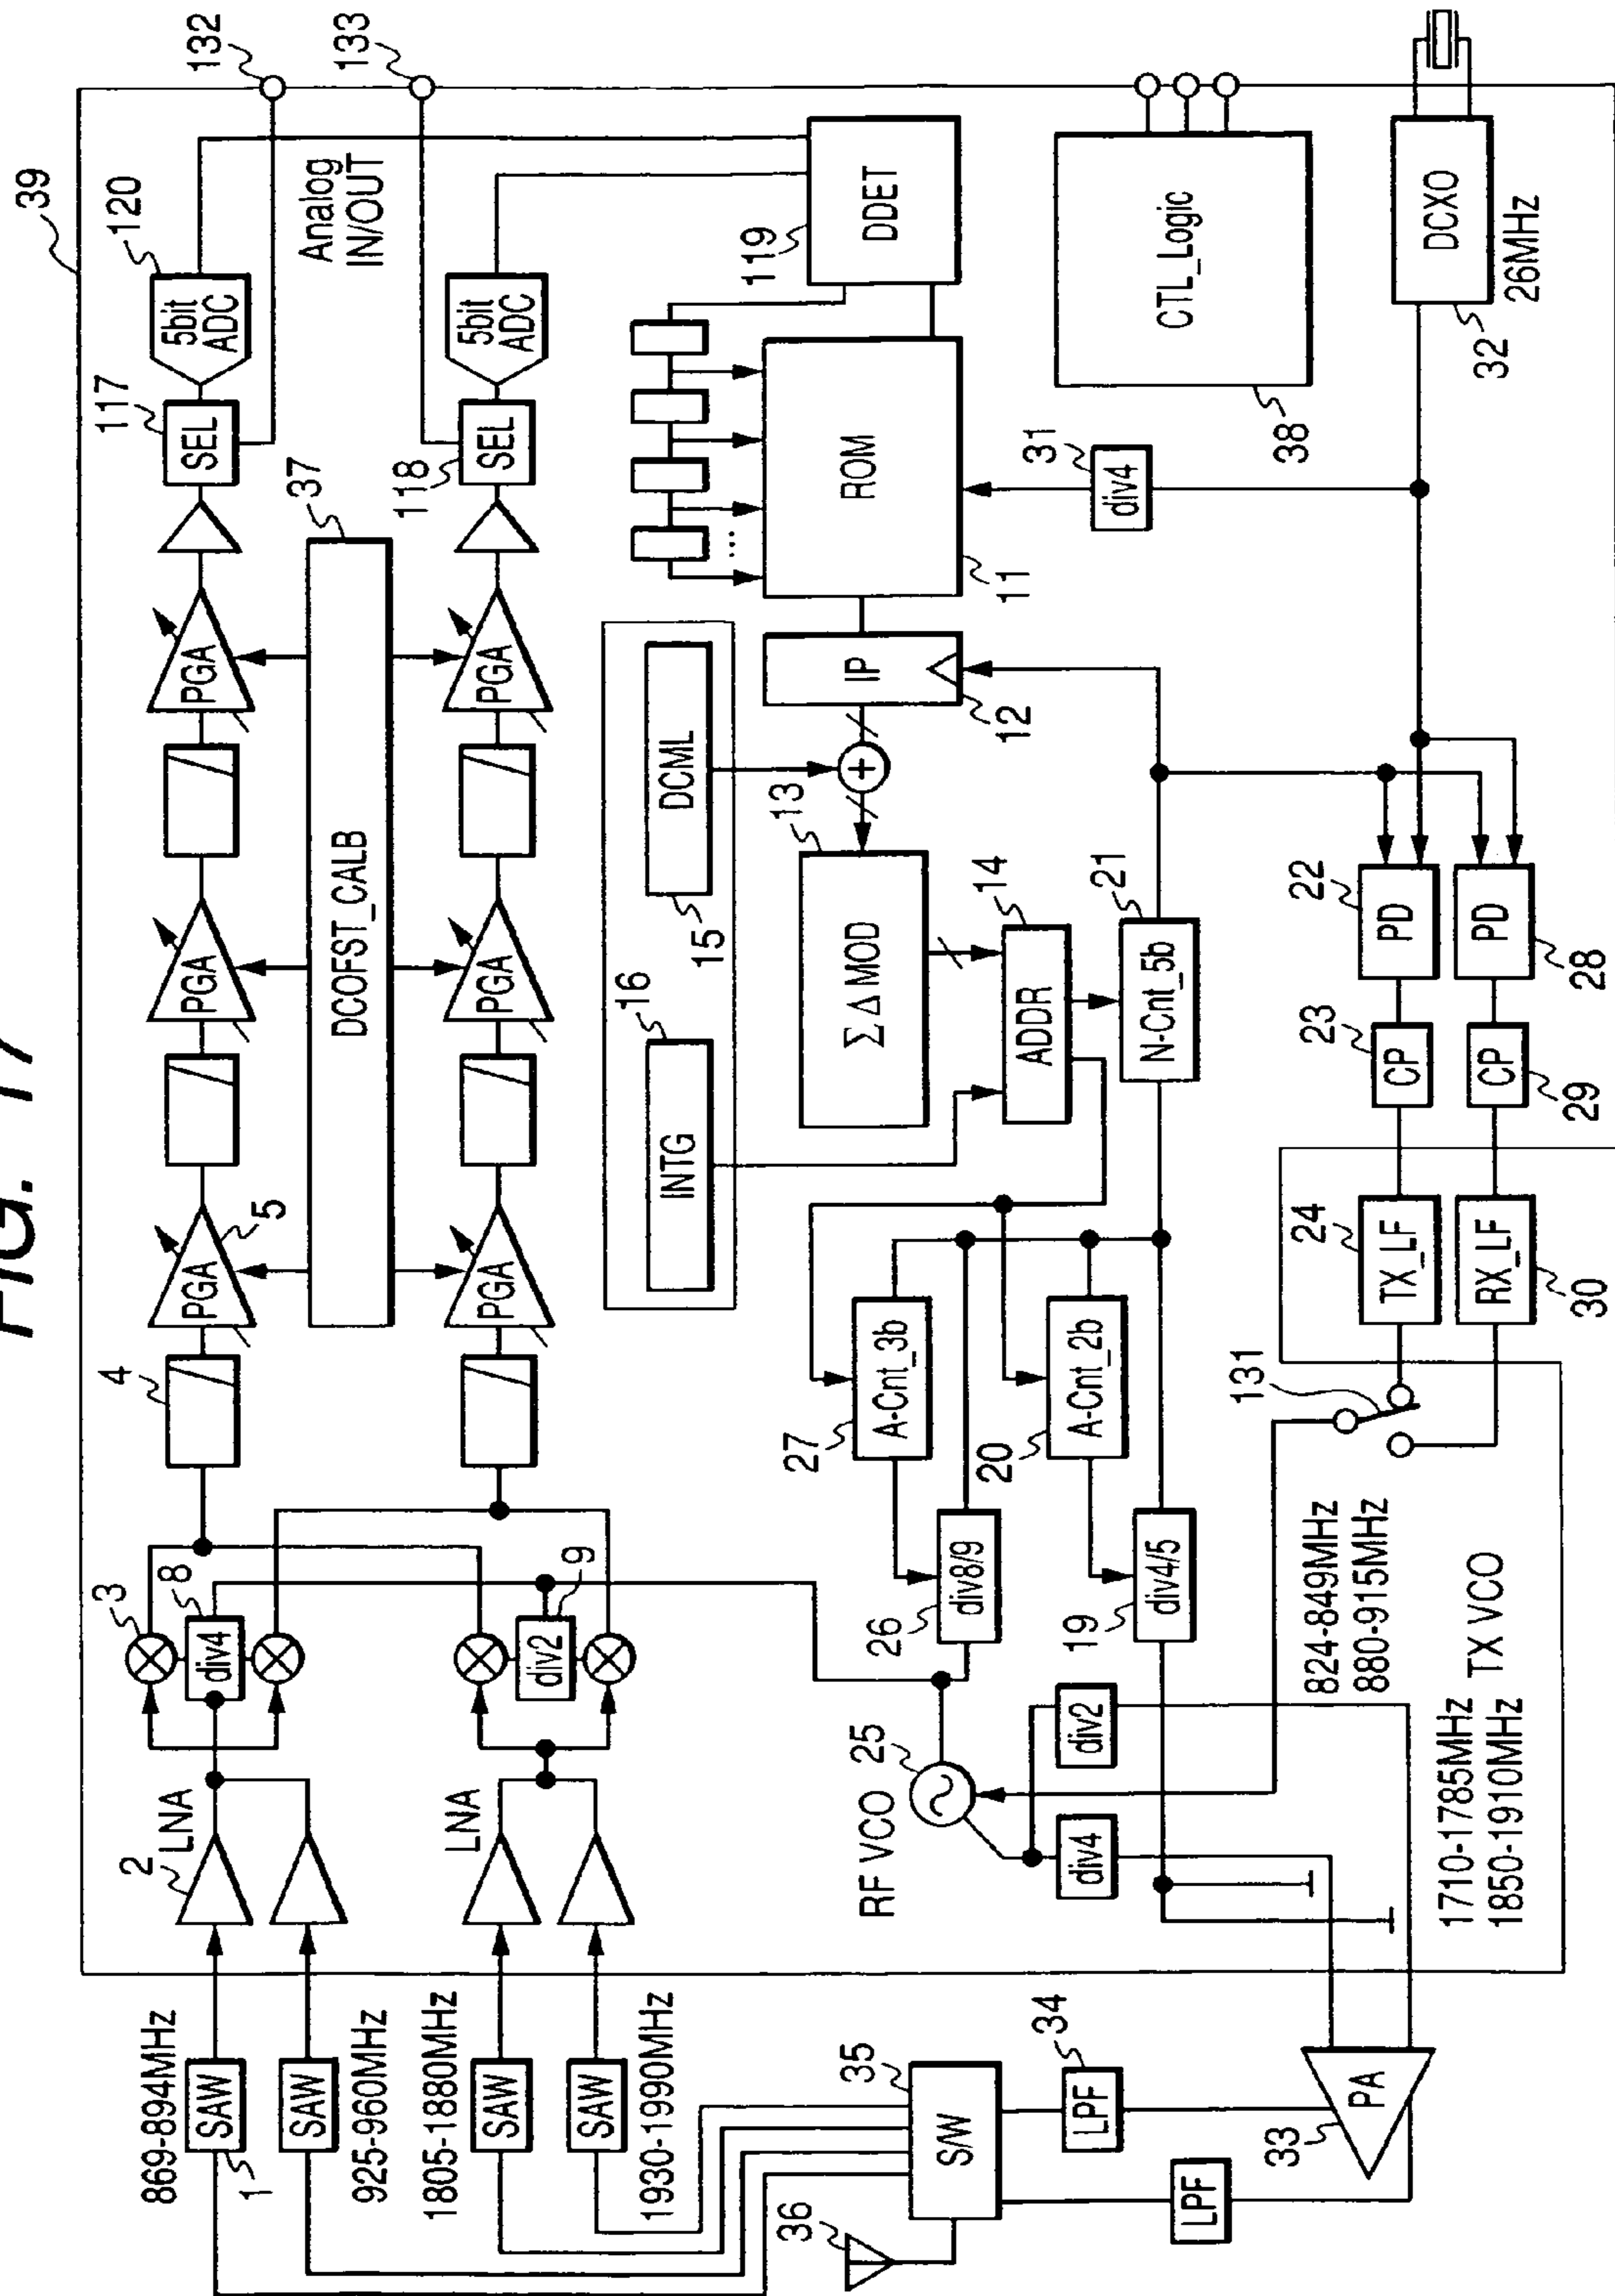 FIG. 17
39
132
133
869-894MHz
SAW
1
925-960MHz
SAW
1805-1880MHz
SAW
1930-1990MHz
SAW
2
LNA
LNA
3
div4
8
div2
9
4
PGA
5
PGA
PGA
DCOFST_CALB
37
PGA
PGA
PGA
117
SEL
118
SEL
5bit
ADC
120
5bit
ADC
Analog
IN/OUT
36
S/W
35
LPF
34
LPF
PA
33
RF VCO
25
div4
div2
div8/9
26
A-Cnt_3b
27
div4/5
19
A-Cnt_2b
20
INTG
16
DCML
15
ΣΔMOD
13
ADDR
14
N-Cnt_5b
21
IP
12
ROM
11
...
DDET
119
div4
31
CTL_Logic
38
DCXO
32
26MHz
824-849MHz
880-915MHz
1710-1785MHz
1850-1910MHz
TX VCO
131
TX_LF
24
RX_LF
30
CP
23
CP
29
PD
22
PD
28